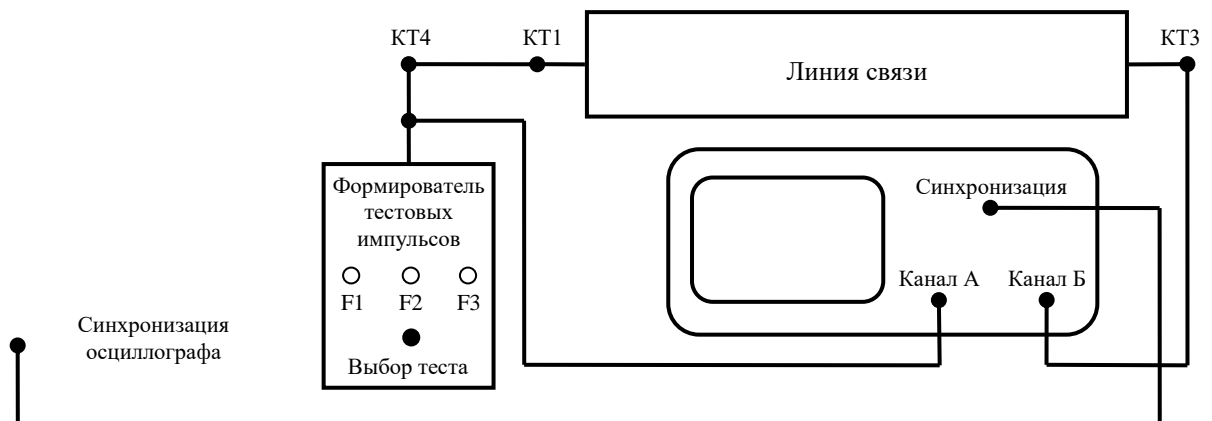 КТ4
КТ1
КТ3
Линия связи
Формирователь
тестовых
импульсов
F1
F2
F3
Выбор теста
Синхронизация
Канал А
Канал Б
Синхронизация
осциллографа